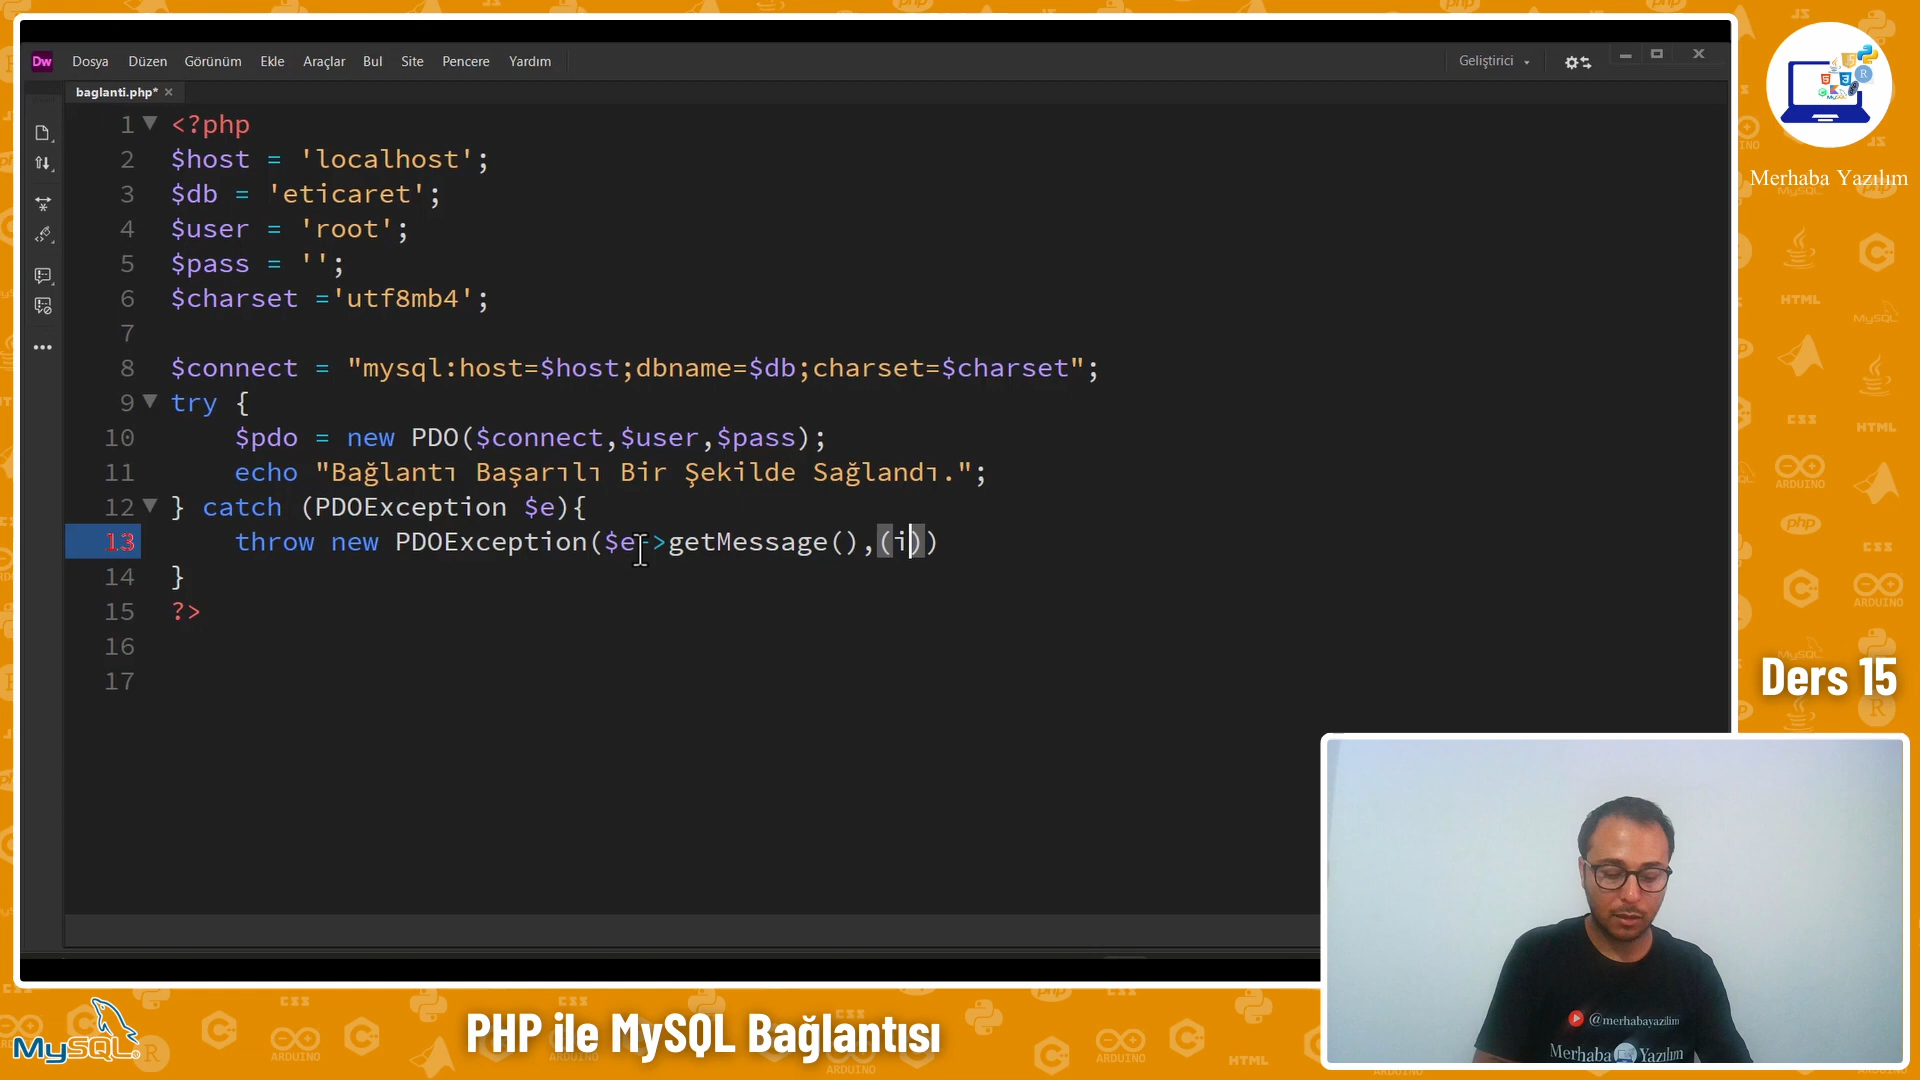 Dw Dosya Düzen Görünüm Ekle Araçlar Bul Site Pencere Yardım Geliştirici
baglanti.php*
1 <?php
2 $host = 'localhost';
3 $db = 'eticaret';
4 $user = 'root';
5 $pass = '';
6 $charset ='utf8mb4';
7
8 $connect = "mysql:host=$host;dbname=$db;charset=$charset";
9 try {
10 $pdo = new PDO($connect,$user,$pass);
11 echo "Bağlantı Başarılı Bir Şekilde Sağlandı.";
12 } catch (PDOException $e){
13 throw new PDOException($e->getMessage(),(i))
14 }
15 ?>
16
17
Merhaba Yazılım
Ders 15
@merhabayazilim
Merhaba Yazılım
MySQL
PHP ile MySQL Bağlantısı